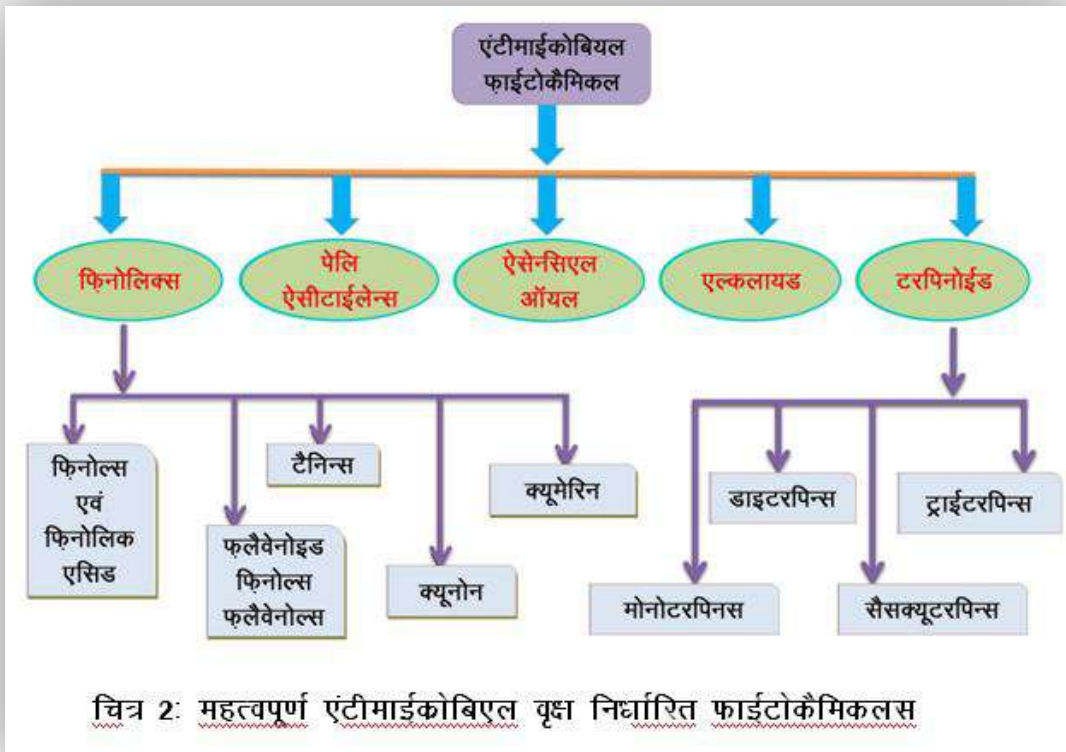 एंटीमाईकोबियल
फ़ाईटोकैमिकल
फ़िनोलिक्स
पेलि
ऐसीटाईलेन्स
ऐसेन्सिएल
ऑयल
एल्कलायड
टरपिनोईड
फ़िनोल्स
एवं
फ़िनोलिक
एसिड
फ़्लैवेनोइड
फ़िनोल्स
फ़्लैवेनोल्स
टैनिन्स
क्यूनोन
क्यूमेरिन
मोनोटरपिनस
डाइटरपिन्स
सैसक्यूटरपिन्स
ट्राईटरपिन्स
चित्र 2: महत्वपूर्ण एंटीमाईक्रोबिएल वृक्ष निर्धारित फाईटोकैमिकलस